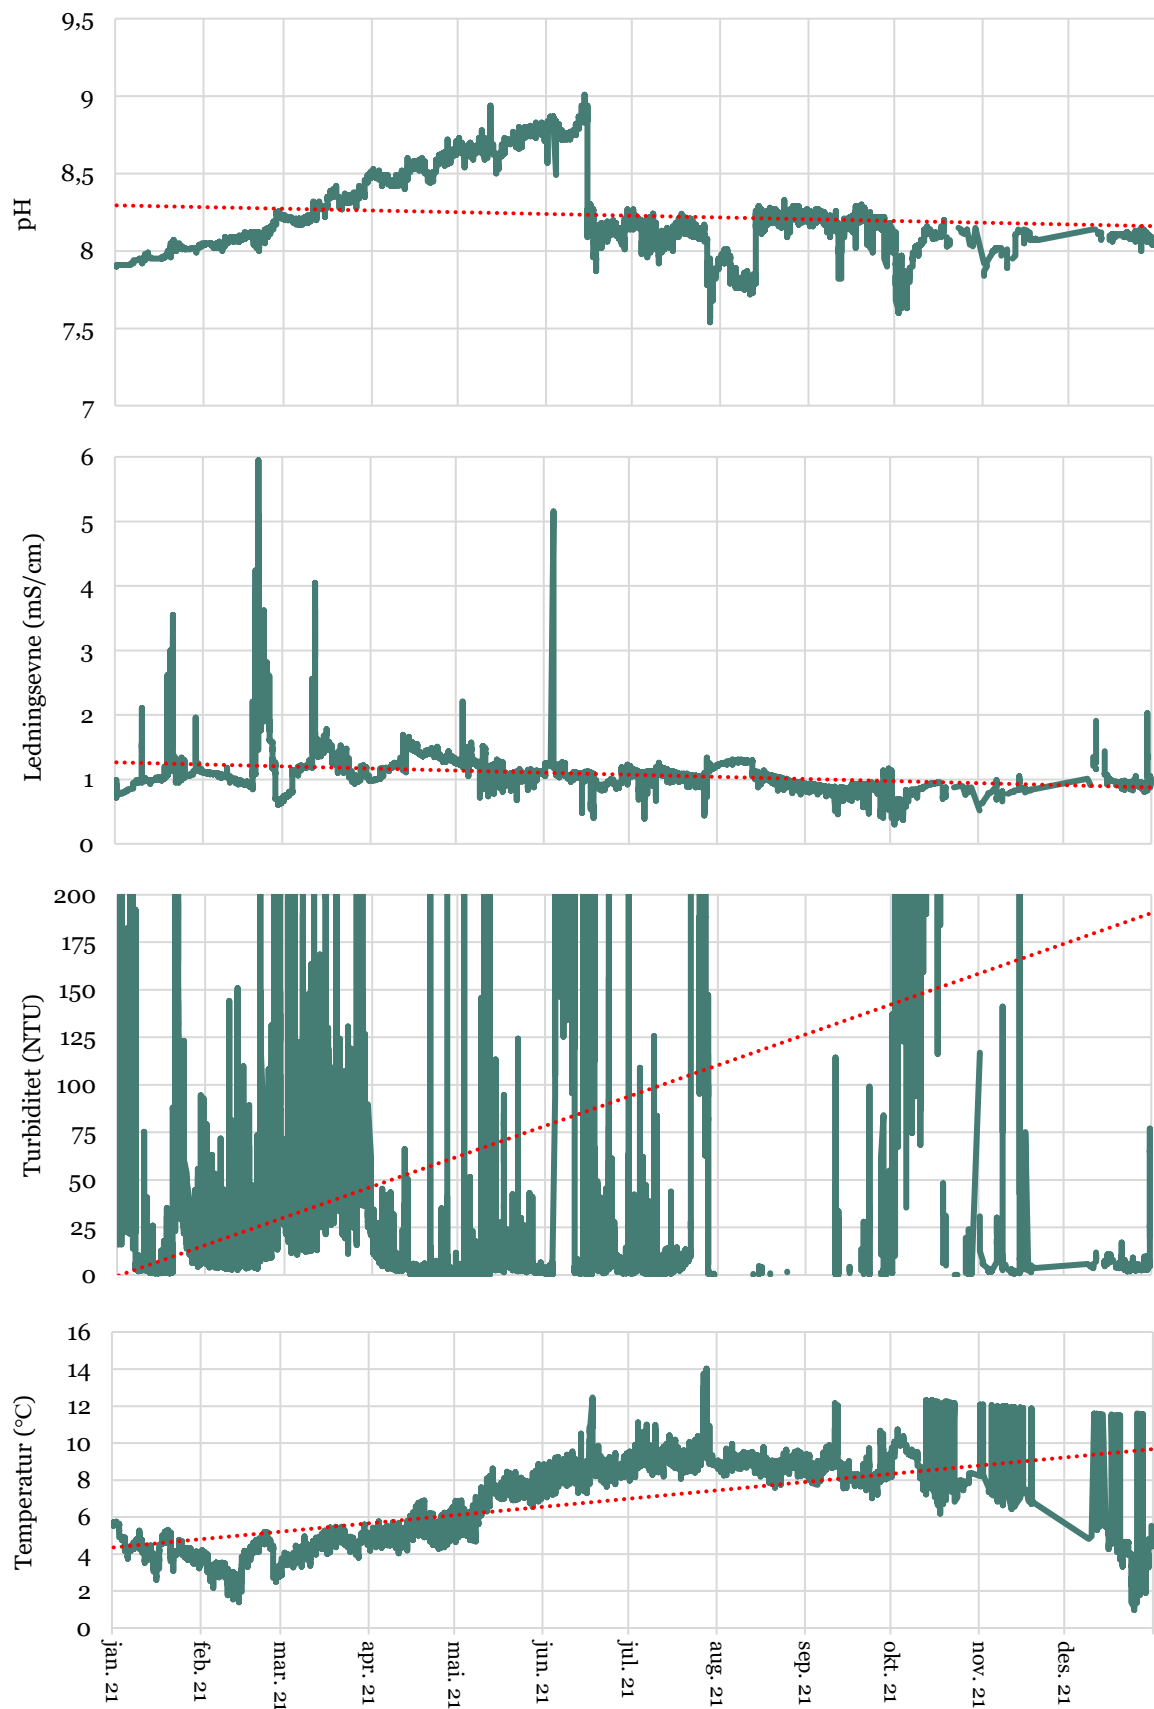 pH
9,5
9
8,5
8
7,5
7
Ledningsevne (mS/cm)
6
5
4
3
2
1
0
Turbiditet (NTU)
200
175
150
125
100
75
50
25
0
Temperatur (°C)
16
14
12
10
8
6
4
2
0
jan. 21
feb. 21
mar. 21
apr. 21
mai. 21
jun. 21
jul. 21
aug. 21
sep. 21
okt. 21
nov. 21
des. 21